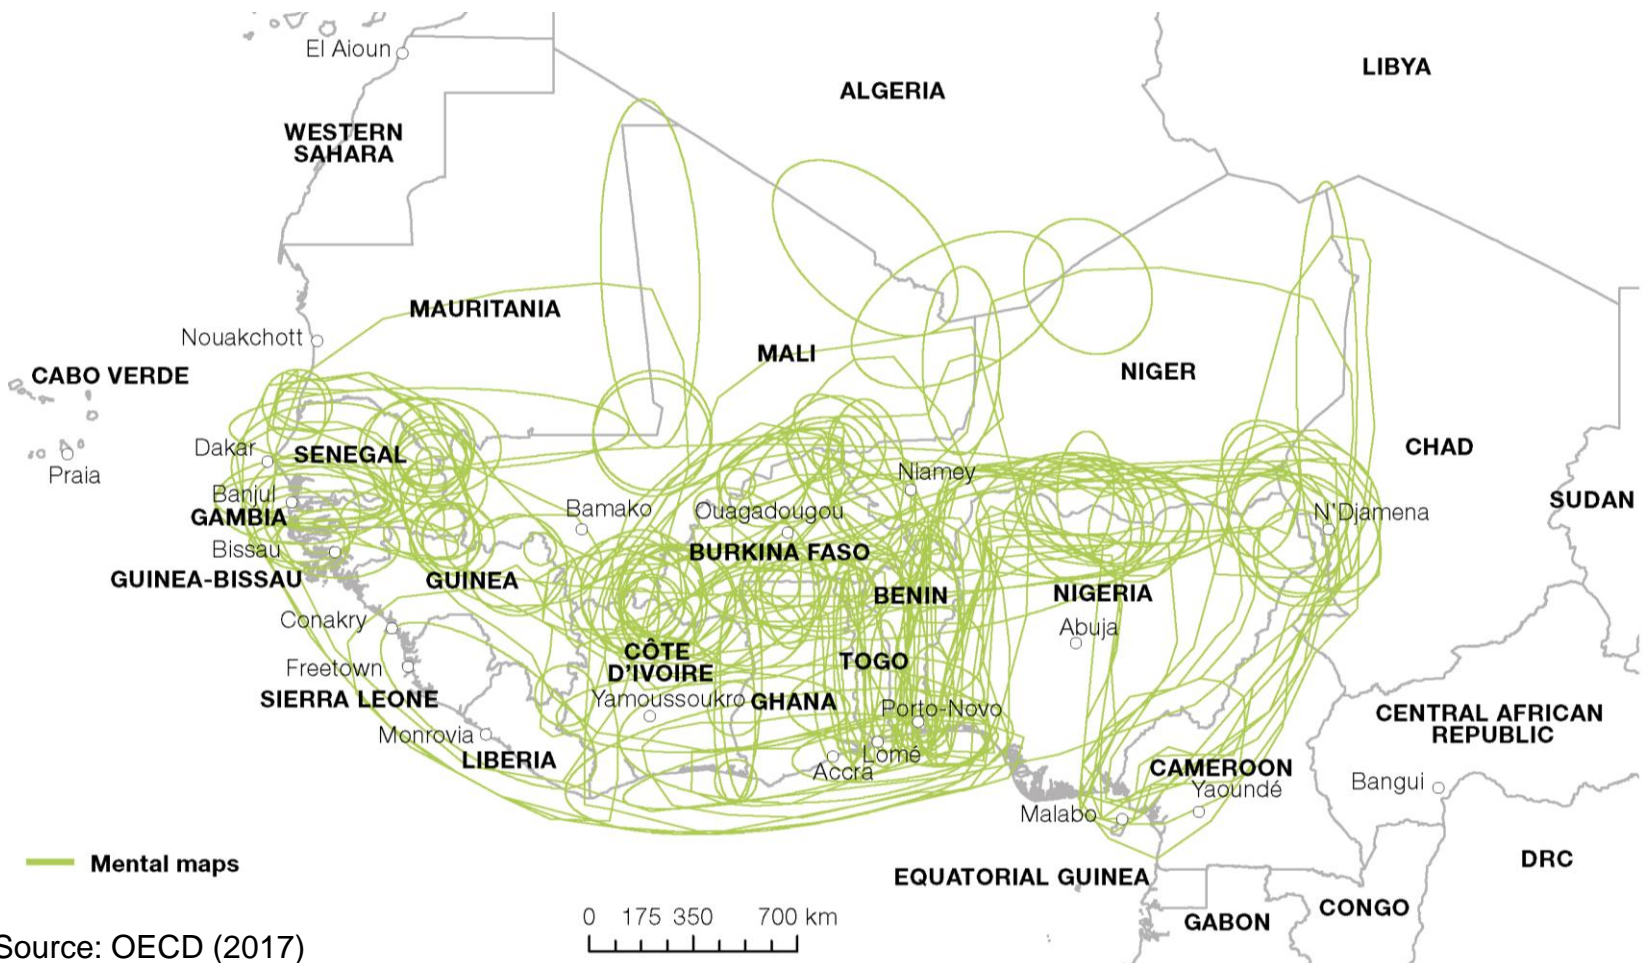 El Aioun
LIBYA
ALGERIA
WESTERN
SAHARA
MAURITANIA
Nouakchott
MALI
CABO VERDE
NIGER
Dakar
SENEGAL
CHAD
Praia
Niamey
Banjul
GAMBIA
Bamako
Ouagadougou
N'Djamena
SUDAN
Bissau
BURKINA FASO
GUINEA-BISSAU
GUINEA
BENIN
NIGERIA
Conakry
Abuja
CÔTE
D'IVOIRE
TOGO
Freetown
SIERRA LEONE
Yamoussoukro
GHANA
Porto-Novo
CENTRAL AFRICAN
REPUBLIC
Monrovia
LIBERIA
Lomé
Accra
CAMEROON
Yaoundé
Bangui
Malabo
Mental maps
DRC
EQUATORIAL GUINEA
CONGO
GABON
0 175 350 700 km
Source: OECD (2017)